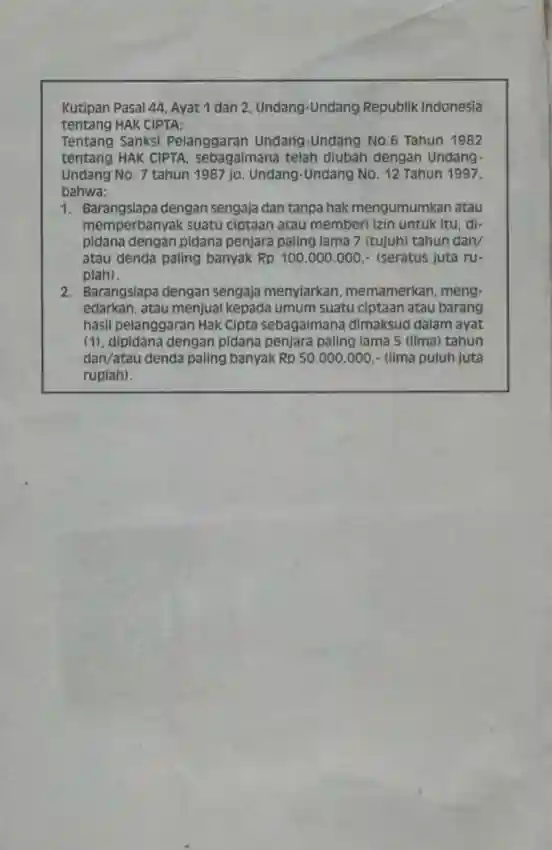 Kutipan Pasal 44, Ayat 1 dan 2, Undang-Undang Republik Indonesia
tentang HAK CIPTA:
Tentang Sanksi Pelanggaran Undang-Undang No.6 Tahun 1982
tentang HAK CIPTA, sebagaimana telah diubah dengan Undang-
Undang No. 7 tahun 1987 jo. Undang-Undang No. 12 Tahun 1997,
bahwa:
1. Barangsiapa dengan sengaja dan tanpa hak mengumumkan atau
memperbanyak suatu ciptaan atau memberi izin untuk itu, di-
pidana dengan pidana penjara paling lama 7 (tujuh) tahun dan/
atau denda paling banyak Rp 100.000.000,- (seratus juta ru-
piah).
2. Barangsiapa dengan sengaja menyiarkan, memamerkan, meng-
edarkan, atau menjual kepada umum suatu ciptaan atau barang
hasil pelanggaran Hak Cipta sebagaimana dimaksud dalam ayat
(1), dipidana dengan pidana penjara paling lama 5 (lima) tahun
dan/atau denda paling banyak Rp 50.000.000,- (lima puluh juta
rupiah).